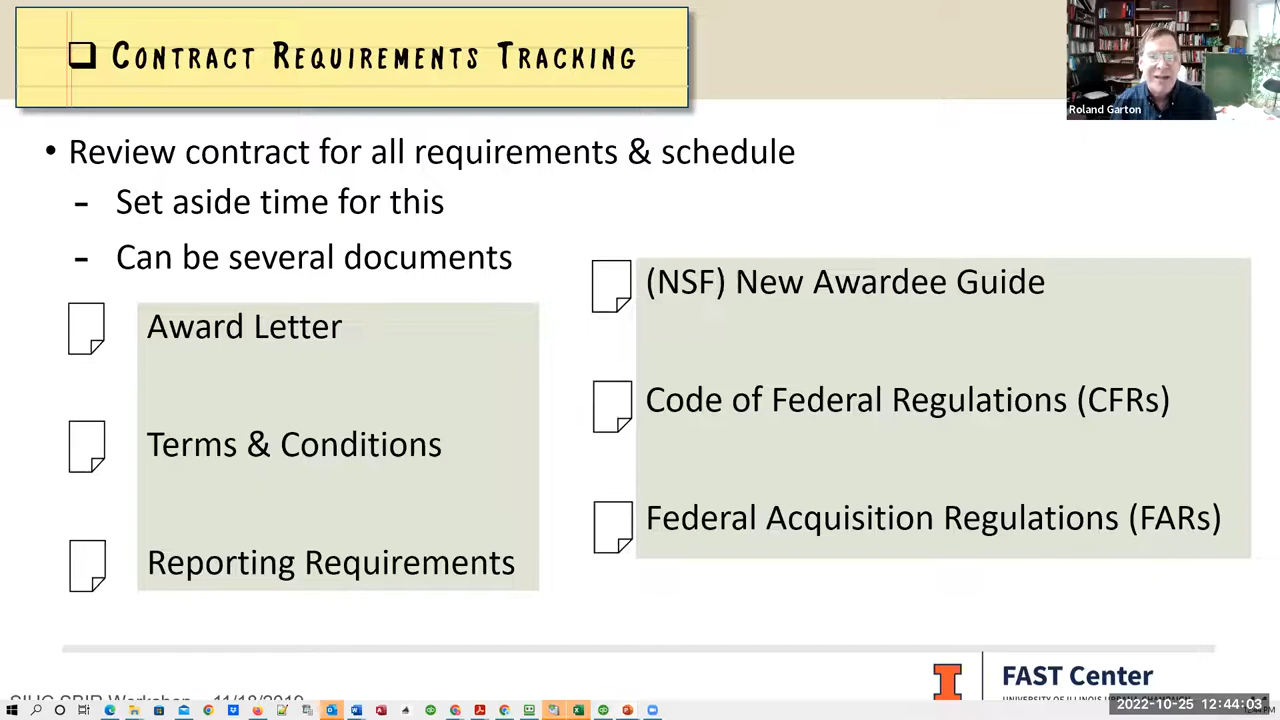 Contract Requirements Tracking
Roland Garton
• Review contract for all requirements & schedule
- Set aside time for this
- Can be several documents
Award Letter
Terms & Conditions
Reporting Requirements
(NSF) New Awardee Guide
Code of Federal Regulations (CFRs)
Federal Acquisition Regulations (FARs)
FAST Center
2022-10-25 12:44:03